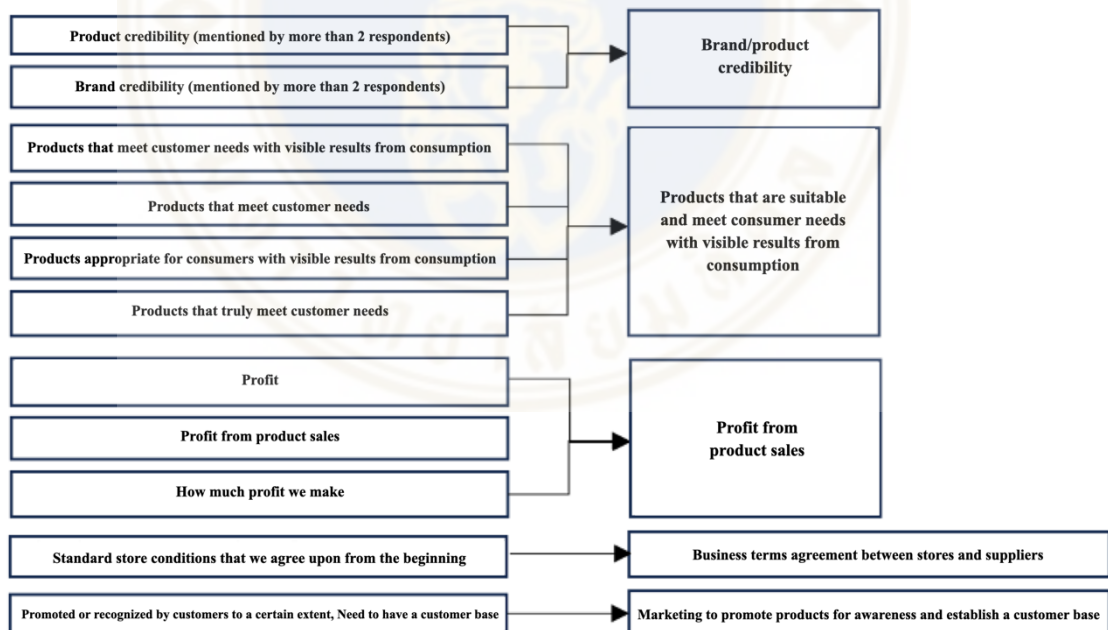 Product credibility (mentioned by more than 2 respondents)
Brand credibility (mentioned by more than 2 respondents)
Brand/product
credibility
Products that meet customer needs with visible results from consumption
Products that meet customer needs
Products appropriate for consumers with visible results from consumption
Products that truly meet customer needs
Products that are suitable
and meet consumer needs
with visible results from
consumption
Profit
Profit from product sales
How much profit we make
Profit from
product sales
Standard store conditions that we agree upon from the beginning
Business terms agreement between stores and suppliers
Promoted or recognized by customers to a certain extent, Need to have a customer base
Marketing to promote products for awareness and establish a customer base